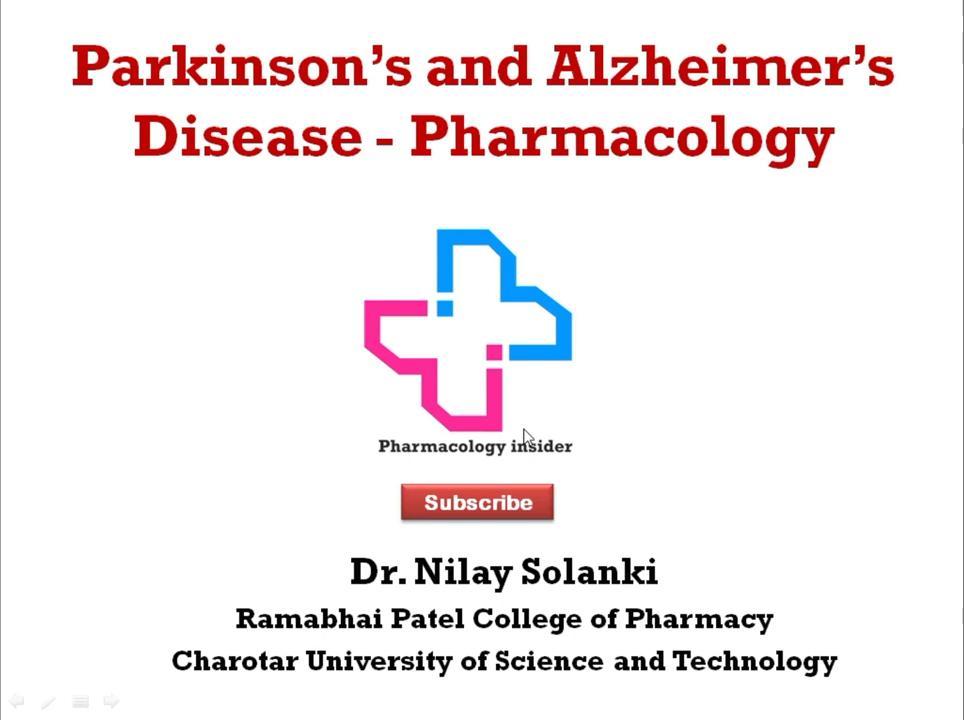 Parkinson's and Alzheimer's
Disease - Pharmacology
Pharmacology insider
Subscribe
Dr. Nilay Solanki
Ramabhai Patel College of Pharmacy
Charotar University of Science and Technology